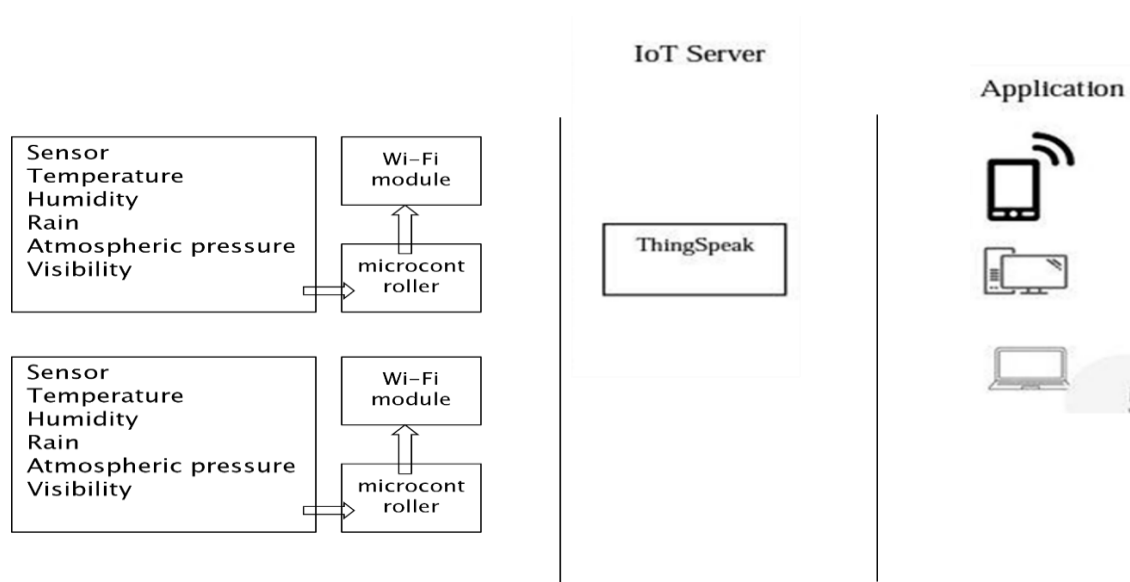 IoT Server
Application
Sensor
Temperature
Humidity
Rain
Atmospheric pressure
Visibility
Wi-Fi
module
microcont
roller
ThingSpeak
Sensor
Temperature
Humidity
Rain
Atmospheric pressure
Visibility
Wi-Fi
module
microcont
roller